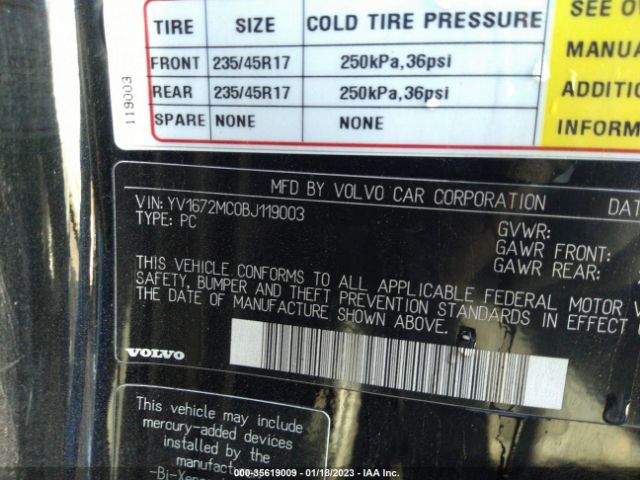 TIRE SIZE COLD TIRE PRESSURE
FRONT 235/45R17 250kPa,36psi
REAR 235/45R17 250kPa,36psi
SPARE NONE NONE
119003
SEE O
MANUA
ADDITIO
INFORM
MFD BY VOLVO CAR CORPORATION DAT
VIN: YV1672MC0BJ119003
TYPE: PC
GVWR:
GAWR FRONT:
GAWR REAR:
THIS VEHICLE CONFORMS TO ALL APPLICABLE FEDERAL MOTOR V
SAFETY, BUMPER AND THEFT PREVENTION STANDARDS IN EFFECT
THE DATE OF MANUFACTURE SHOWN ABOVE.
VOLVO
This vehicle may include
mercury-added devices
installed by the
manufacturer:
000-35619009 - 01/18/2023 - IAA Inc.